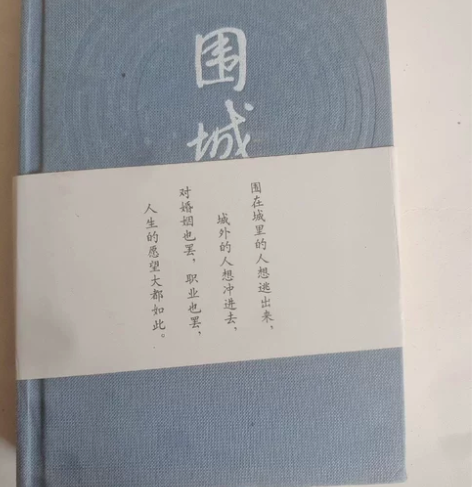 围城
围在城里的人想逃出来，
城外的人想冲进去，
对婚姻也罢，职业也罢，
人生的愿望大都如此。